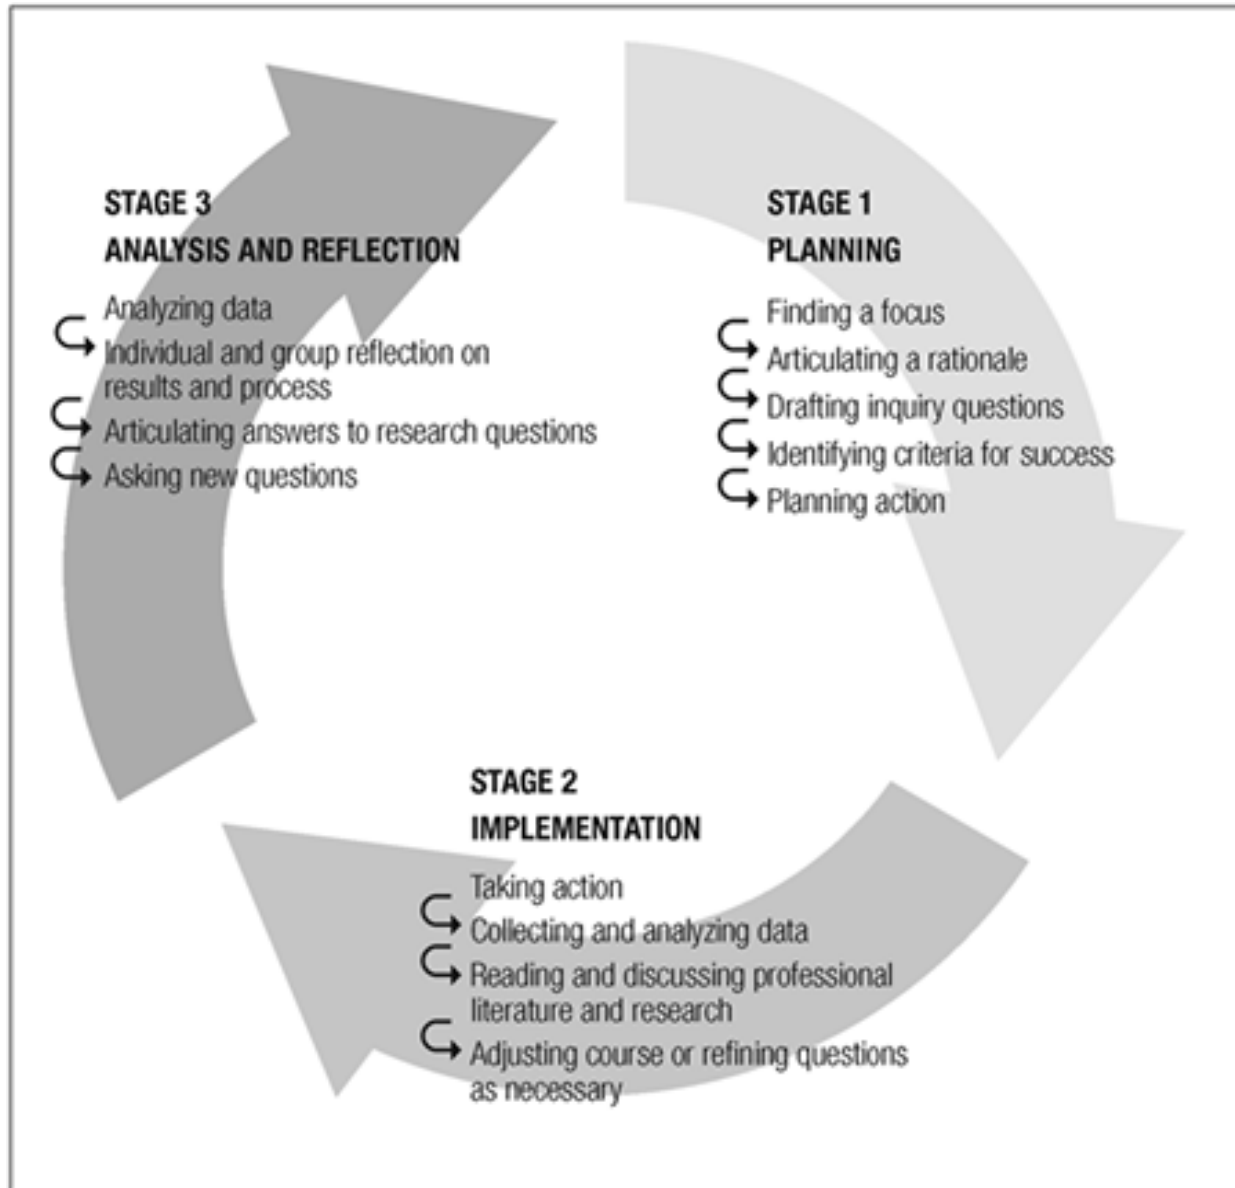 STAGE 1
PLANNING
Finding a focus
Articulating a rationale
Drafting inquiry questions
Identifying criteria for success
Planning action
STAGE 2
IMPLEMENTATION
Taking action
Collecting and analyzing data
Reading and discussing professional
literature and research
Adjusting course or refining questions
as necessary
STAGE 3
ANALYSIS AND REFLECTION
Analyzing data
Individual and group reflection on
results and process
Articulating answers to research questions
Asking new questions